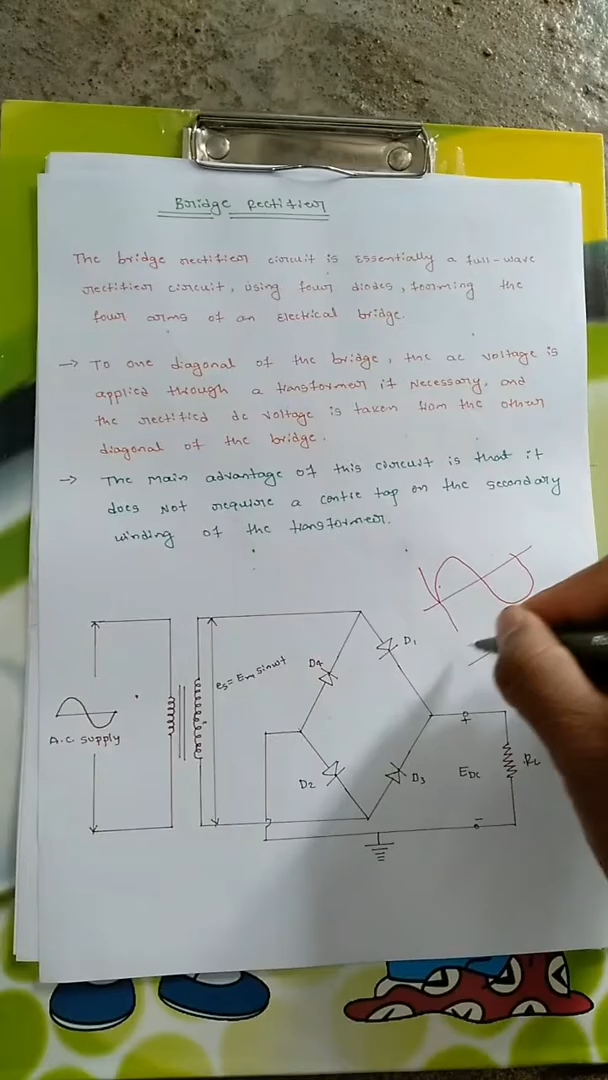 Bridge Rectifier
The bridge rectifier circuit is essentially a full-wave
rectifier circuit, using four diodes, forming the
four arms of an electrical bridge.
→ To one diagonal of the bridge, the ac voltage is
applied through a transformer if necessary, and
the rectified dc voltage is taken from the other
diagonal of the bridge.
→ The main advantage of this circuit is that it
does not require a centre tap on the secondary
winding of the transformer.
A.C. supply
es = Em sinωt
D4
D1
D2
D3
+
EDC
RL
-